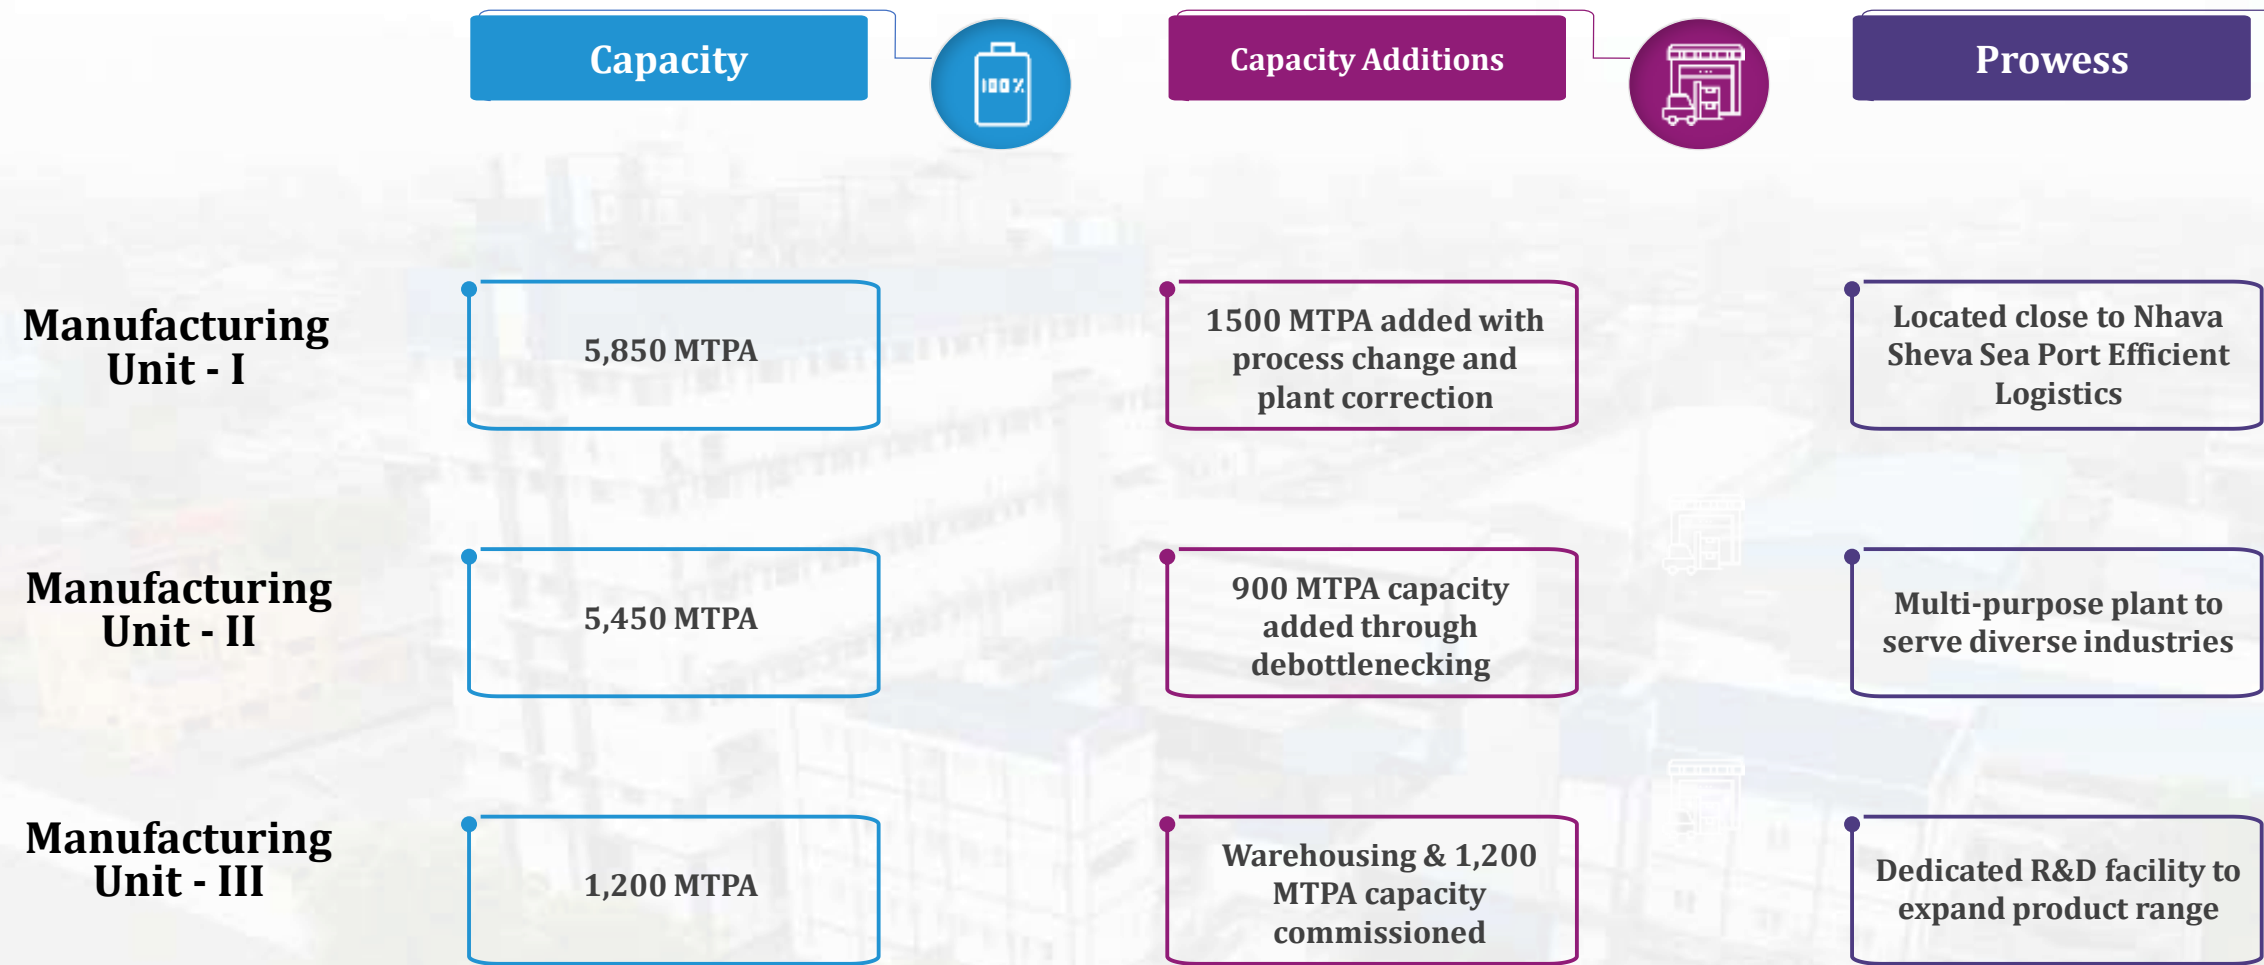 Capacity
100%
Capacity Additions
Prowess
Manufacturing
Unit - I
5,850 MTPA
1500 MTPA added with
process change and
plant correction
Located close to Nhava
Sheva Sea Port Efficient
Logistics
Manufacturing
Unit - II
5,450 MTPA
900 MTPA capacity
added through
debottlenecking
Multi-purpose plant to
serve diverse industries
Manufacturing
Unit - III
1,200 MTPA
Warehousing & 1,200
MTPA capacity
commissioned
Dedicated R&D facility to
expand product range